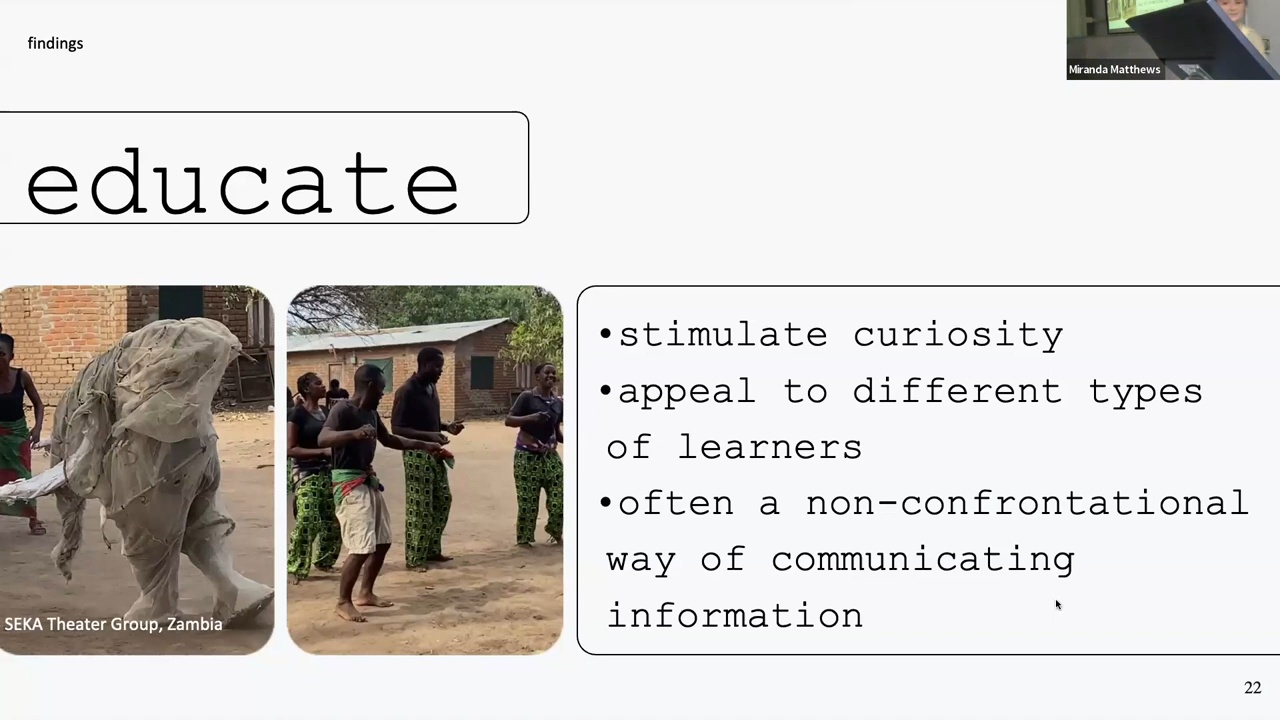 findings
Miranda Matthews
educate
•stimulate curiosity
•appeal to different types
of learners
•often a non-confrontational
way of communicating
information
SEKA Theater Group, Zambia
22